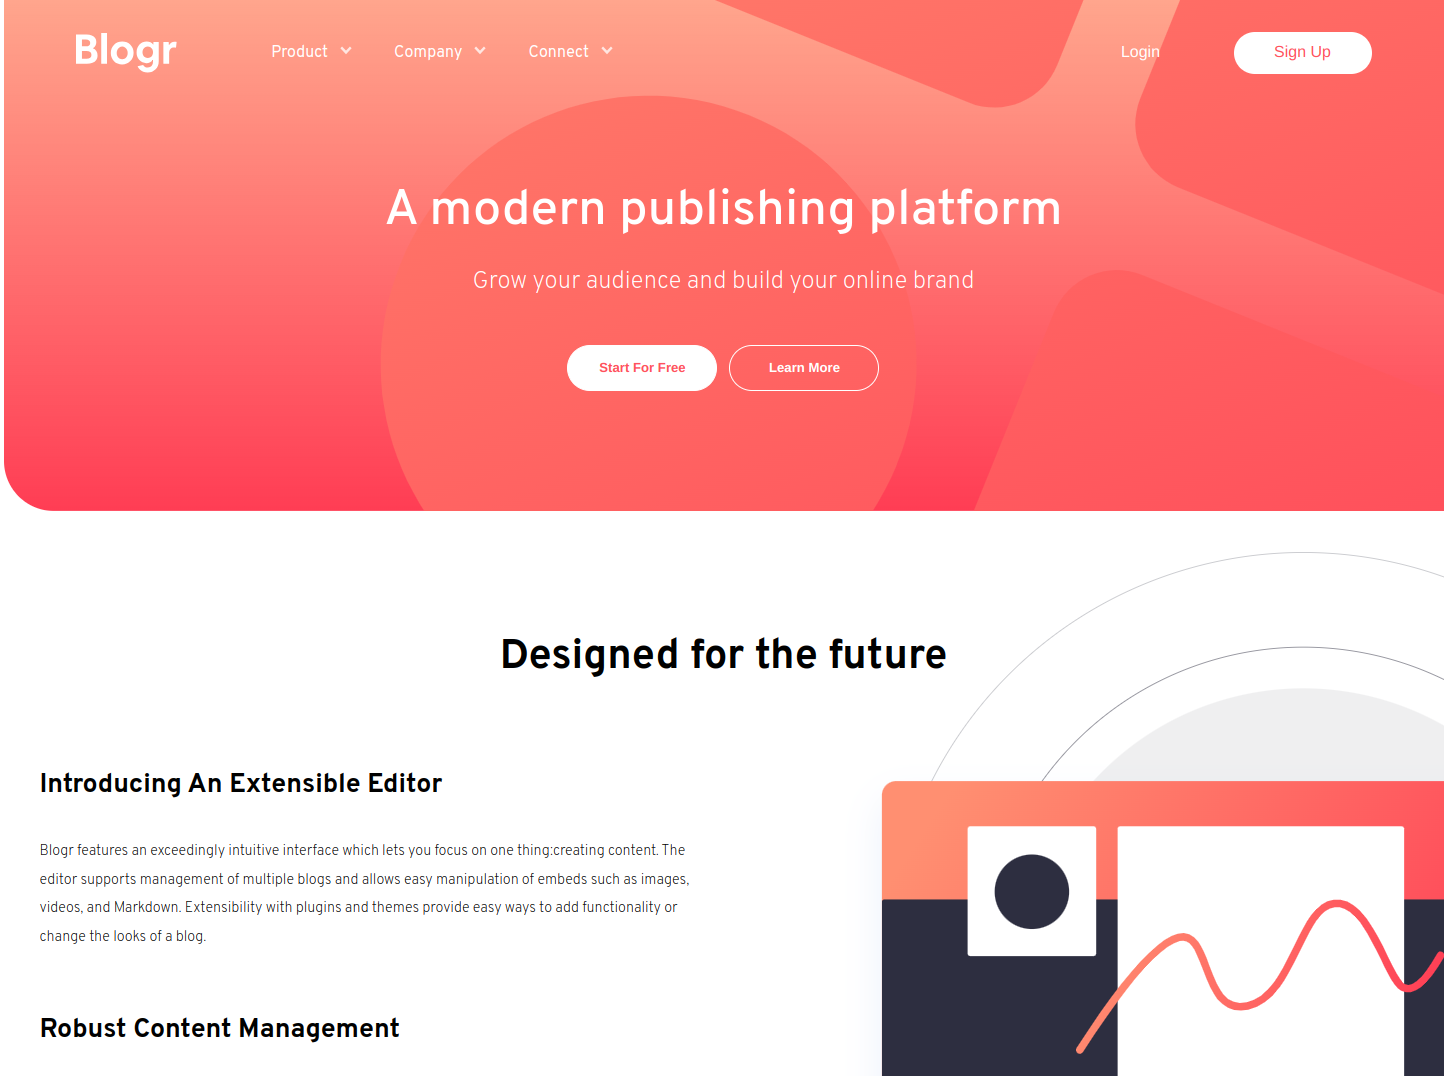 Blogr Product Company Connect Login Sign Up
A modern publishing platform
Grow your audience and build your online brand
Start For Free Learn More
Designed for the future
Introducing An Extensible Editor
Blogr features an exceedingly intuitive interface which lets you focus on one thing:creating content. The
editor supports management of multiple blogs and allows easy manipulation of embeds such as images,
videos, and Markdown. Extensibility with plugins and themes provide easy ways to add functionality or
change the looks of a blog.
Robust Content Management